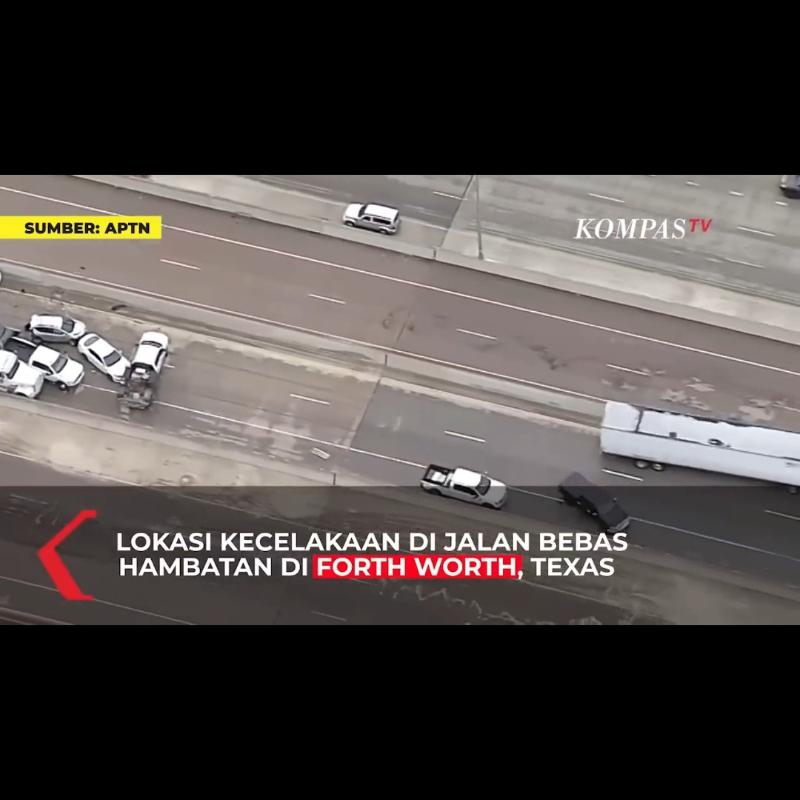 SUMBER: APTN
KOMPASTV
LOKASI KECELAKAAN DI JALAN BEBAS
HAMBATAN DI FORTH WORTH, TEXAS